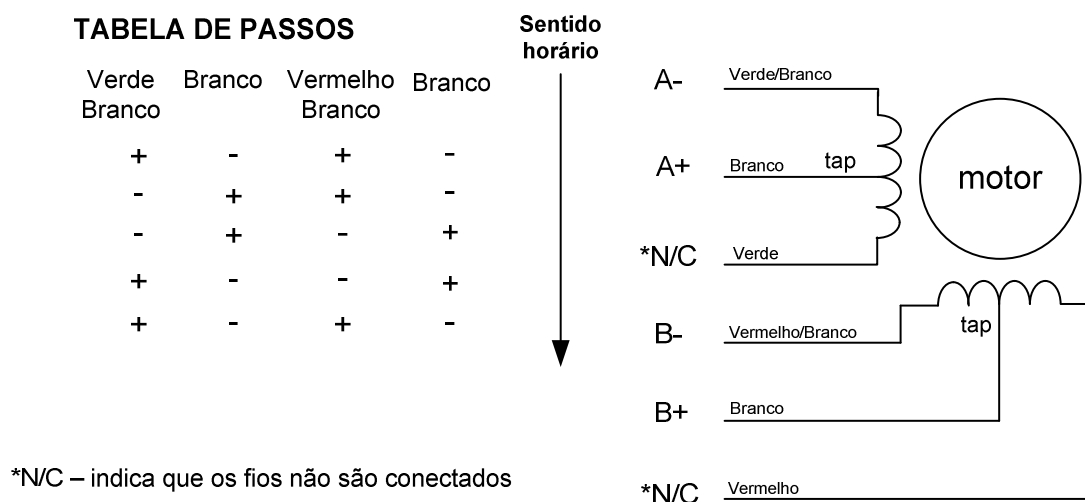 TABELA DE PASSOS
Sentido
horário
Verde Branco Vermelho Branco
Branco Branco
+ - + -
- + + -
- + - +
+ - - +
+ - + -
A- Verde/Branco
A+ Branco tap
*N/C Verde
motor
B- Vermelho/Branco
tap
B+ Branco
*N/C Vermelho
*N/C – indica que os fios não são conectados